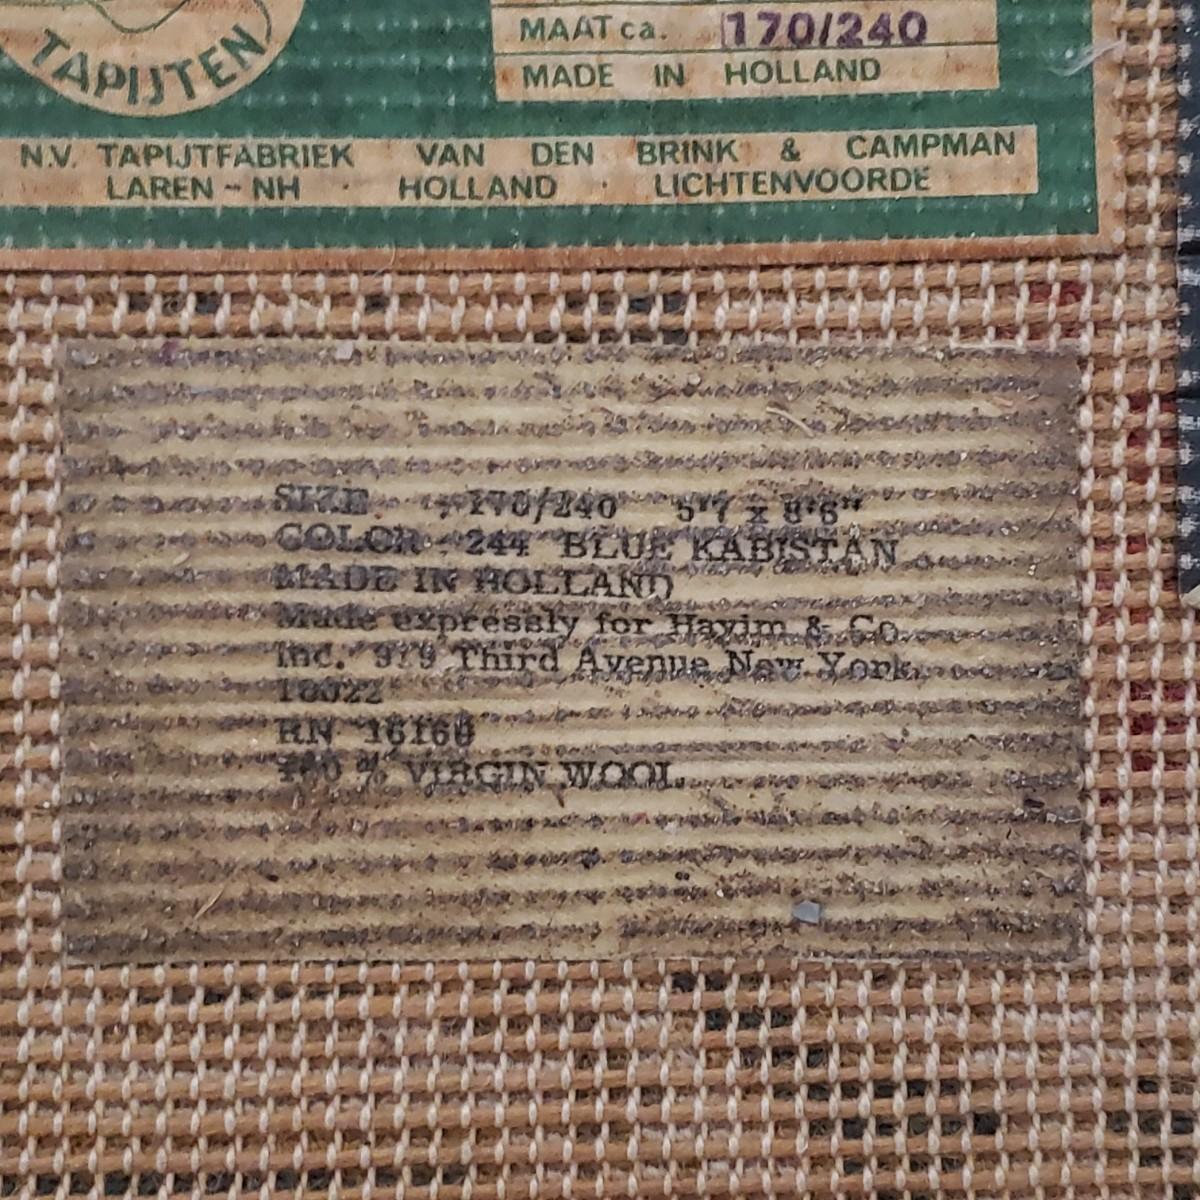 TAPIJTEN
MAAT ca. 170/240
MADE IN HOLLAND
N.V. TAPIJTFABRIEK VAN DEN BRINK & CAMPMAN
LAREN - NH · HOLLAND · LICHTENVOORDE
SIZE : 170/240 5'7 x 8'6"
COLOR : 244 BLUE KABISTAN
MADE IN HOLLAND
Made expressly for Hayim & Co.
Inc. 979 Third Avenue New York,
10022
RN 16168
100 % VIRGIN WOOL